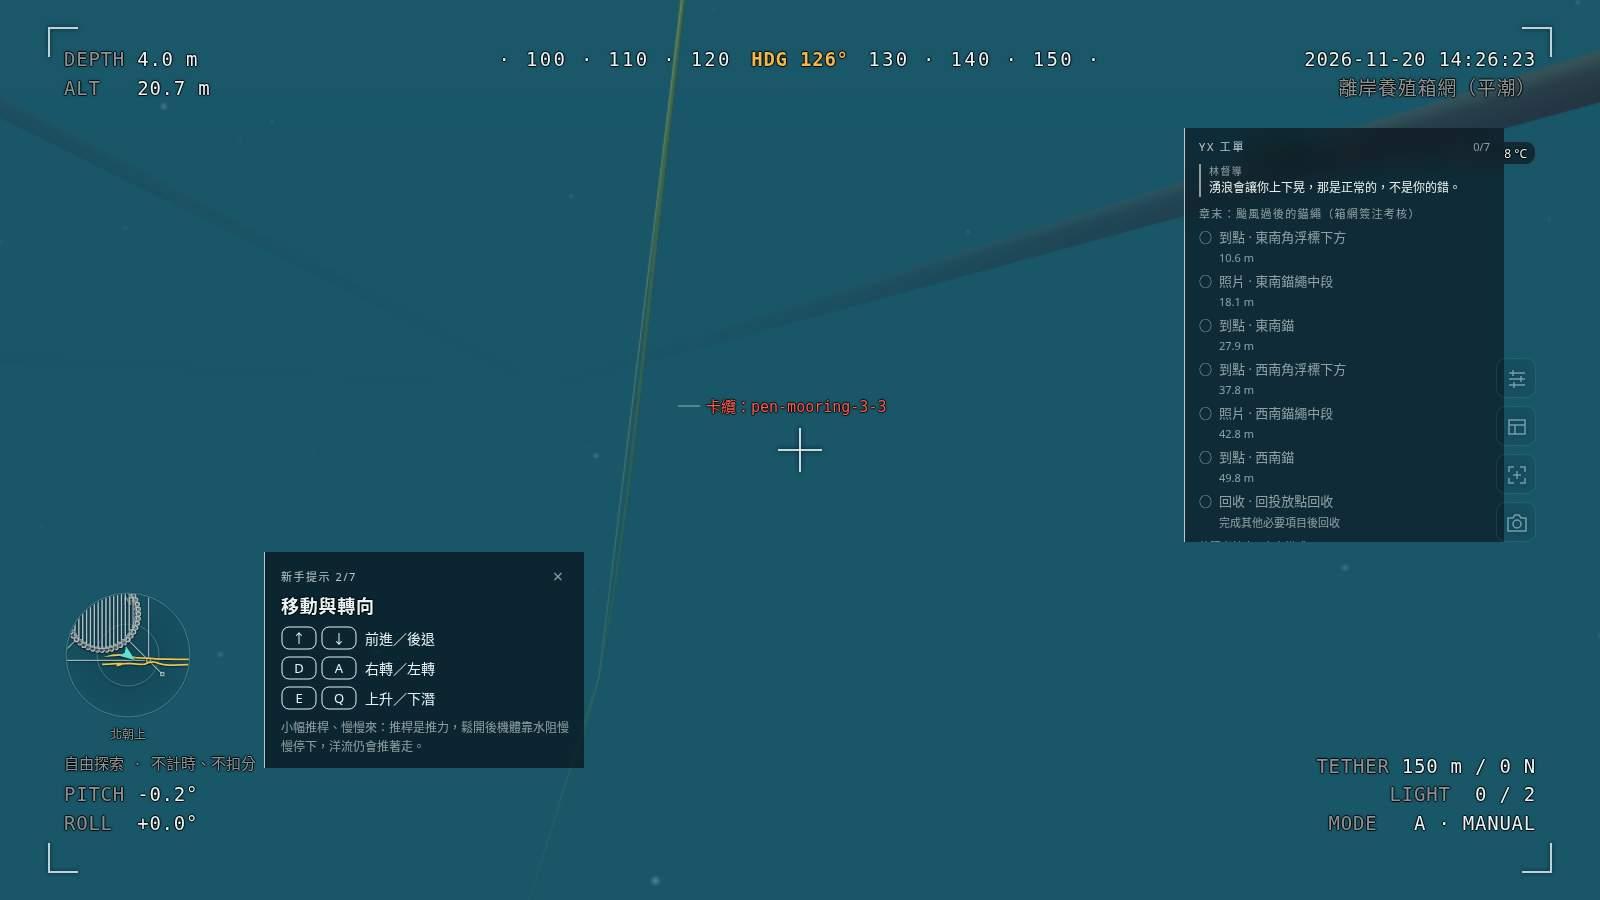 DEPTH 4.0 m
ALT 20.7 m
· 100 · 110 · 120 HDG 126° 130 · 140 · 150 ·
2026-11-20 14:26:23
離岸養殖箱網（平潮）
8 °C
YX 工單 0/7
林督導
湧浪會讓你上下晃，那是正常的，不是你的錯。
章末：颱風過後的錨繩（箱網簽注考核）
到點 · 東南角浮標下方
10.6 m
照片 · 東南錨繩中段
18.1 m
到點 · 東南錨
27.9 m
到點 · 西南角浮標下方
37.8 m
照片 · 西南錨繩中段
42.8 m
到點 · 西南錨
49.8 m
回收 · 回投放點回收
完成其他必要項目後回收
卡纜：pen-mooring-3-3
新手提示 2/7 ×
移動與轉向
↑ ↓ 前進／後退
D A 右轉／左轉
E Q 上升／下潛
小幅推桿、慢慢來：推桿是推力，鬆開後機體靠水阻慢
慢停下，洋流仍會推著走。
北朝上
自由探索 · 不計時、不扣分
PITCH -0.2°
ROLL +0.0°
TETHER 150 m / 0 N
LIGHT 0 / 2
MODE A · MANUAL